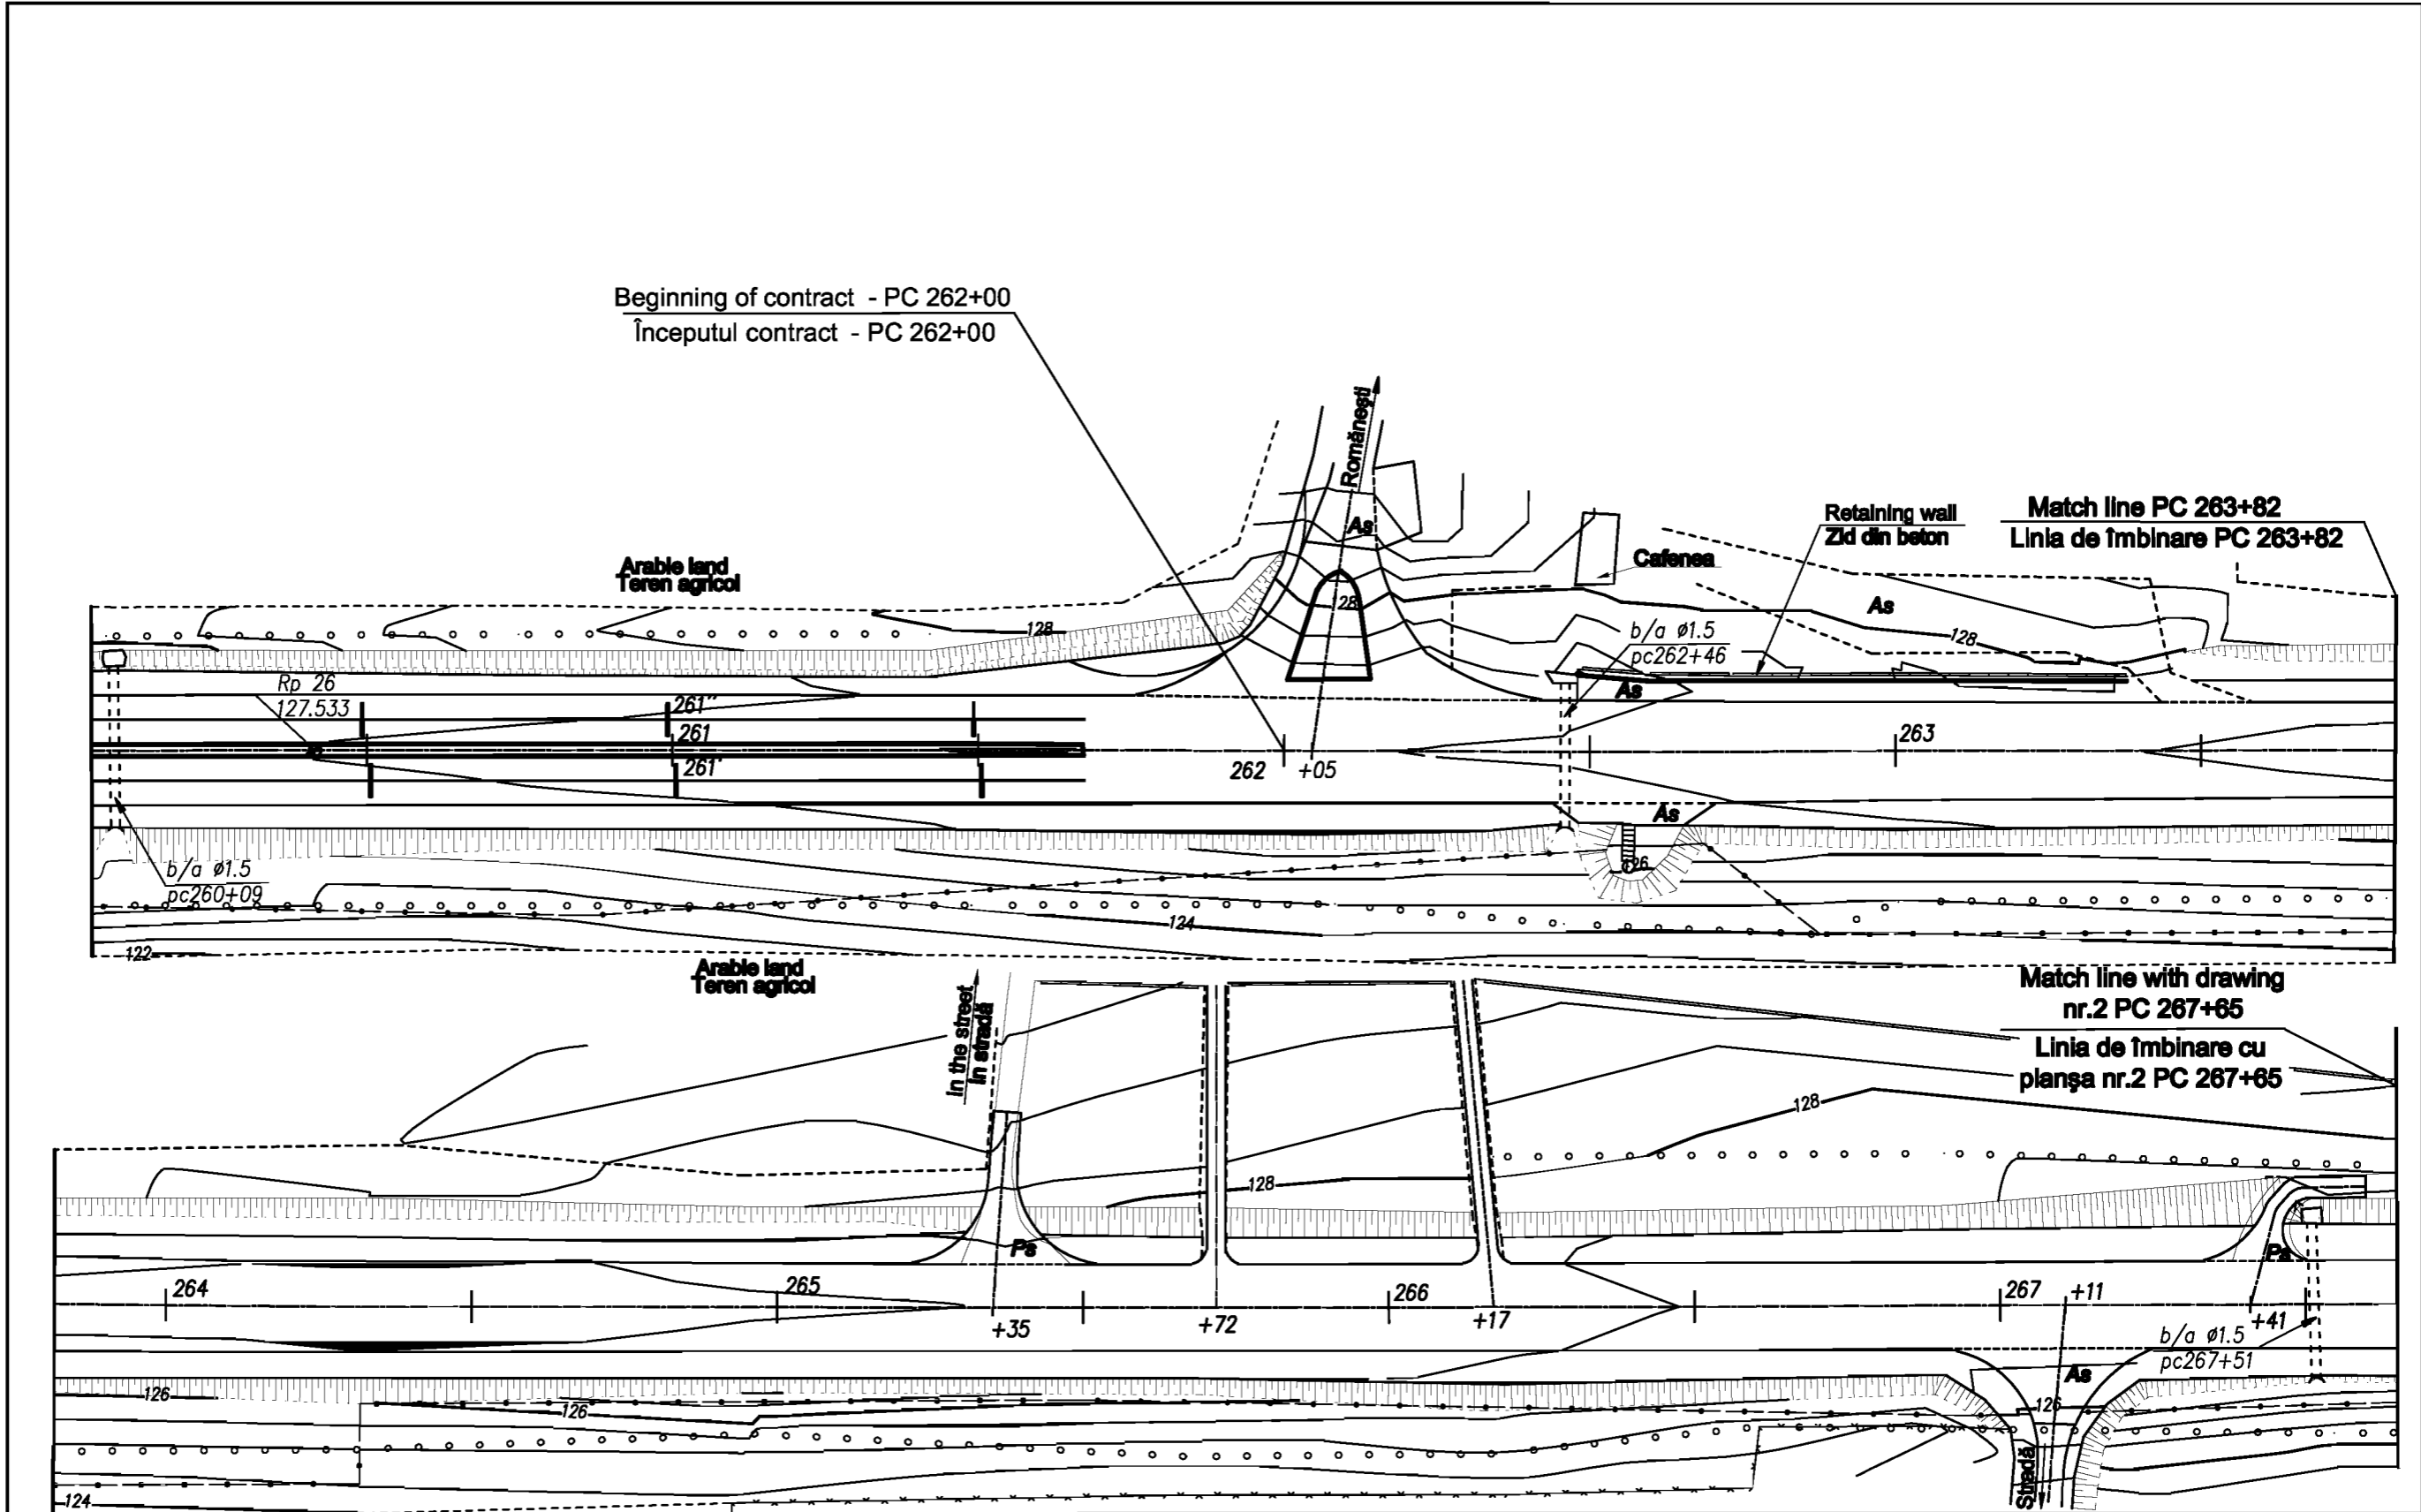 Beginning of contract - PC 262+00
Începutul contract - PC 262+00
Românești
As
Retaining wall
Zid din beton
Match line PC 263+82
Linia de îmbinare PC 263+82
Arable land
Teren agricol
Cafenea
128
As
128
b/a ø1.5
pc262+46
128
Rp 26
127.533
As
261''
261
261'
262
+05
263
As
b/a ø1.5
pc260+09
126
124
122
Arable land
Teren agricol
In the street
În stradă
Match line with drawing
nr.2 PC 267+65
Linia de îmbinare cu
planșa nr.2 PC 267+65
128
128
Ps
Ps
264
265
266
267
+11
+35
+72
+17
+41
b/a ø1.5
pc267+51
As
126
126
126
124
Stradă